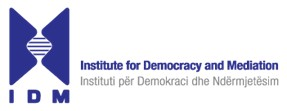 Institute for Democracy and Mediation
Instituti për Demokraci dhe Ndërmjetësim
IDM